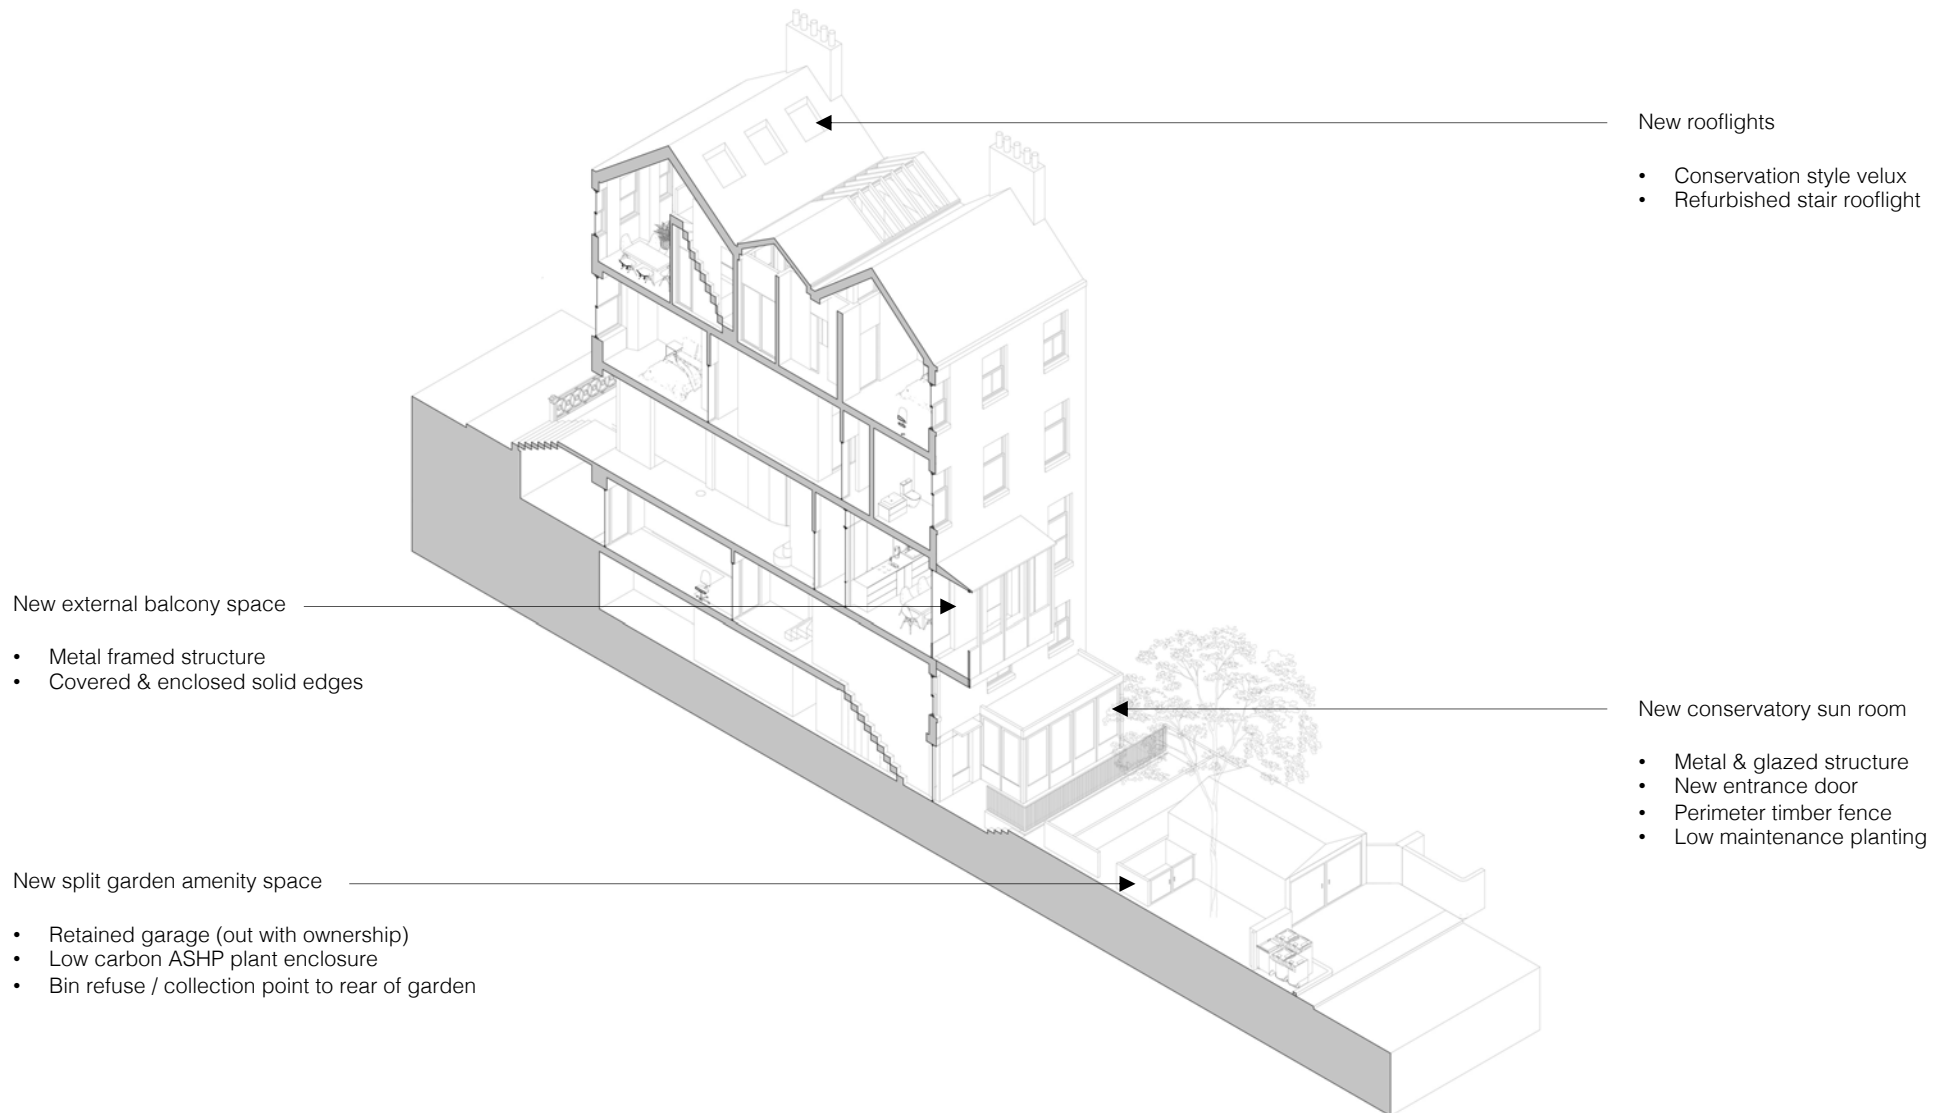 New rooflights
• Conservation style velux
• Refurbished stair rooflight
New external balcony space
• Metal framed structure
• Covered & enclosed solid edges
New conservatory sun room
• Metal & glazed structure
• New entrance door
• Perimeter timber fence
• Low maintenance planting
New split garden amenity space
• Retained garage (out with ownership)
• Low carbon ASHP plant enclosure
• Bin refuse / collection point to rear of garden